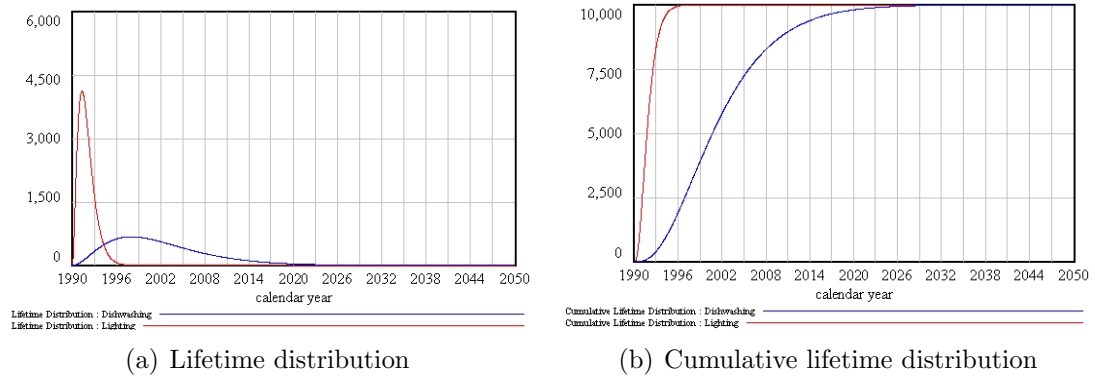 6,000
4,500
3,000
1,500
0
1990 1996 2002 2008 2014 2020 2026 2032 2038 2044 2050
calendar year
Lifetime Distribution : Dishwashing
Lifetime Distribution : Lighting
(a) Lifetime distribution
10,000
7,500
5,000
2,500
0
1990 1996 2002 2008 2014 2020 2026 2032 2038 2044 2050
calendar year
Cumulative Lifetime Distribution : Dishwashing
Cumulative Lifetime Distribution : Lighting
(b) Cumulative lifetime distribution